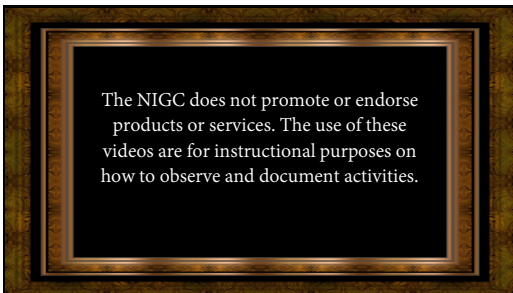 The NIGC does not promote or endorse
products or services. The use of these
videos are for instructional purposes on
how to observe and document activities.